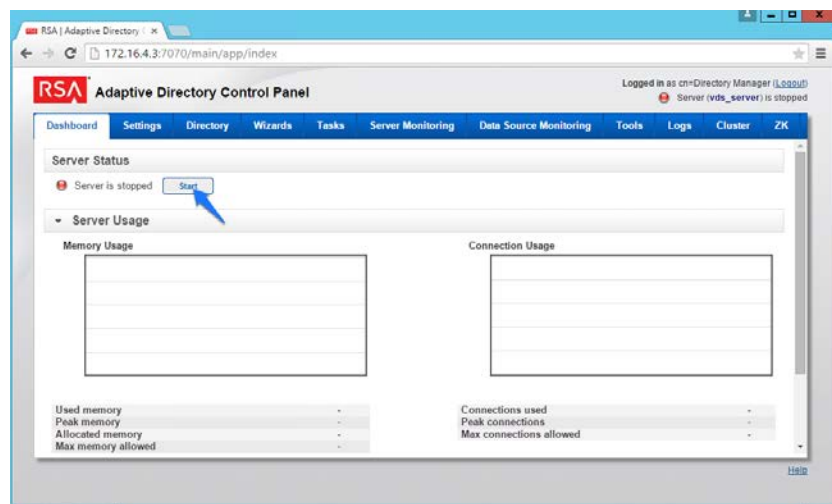 RSA | Adaptive Directory
172.16.4.3:7070/main/app/index
RSA Adaptive Directory Control Panel
Logged in as cn=Directory Manager (Logout)
Server (vds_server) is stopped
Dashboard Settings Directory Wizards Tasks Server Monitoring Data Source Monitoring Tools Logs Cluster ZK
Server Status
Server is stopped Start
Server Usage
Memory Usage Connection Usage
Used memory - Connections used -
Peak memory - Peak connections -
Allocated memory - Max connections allowed -
Max memory allowed -
Help